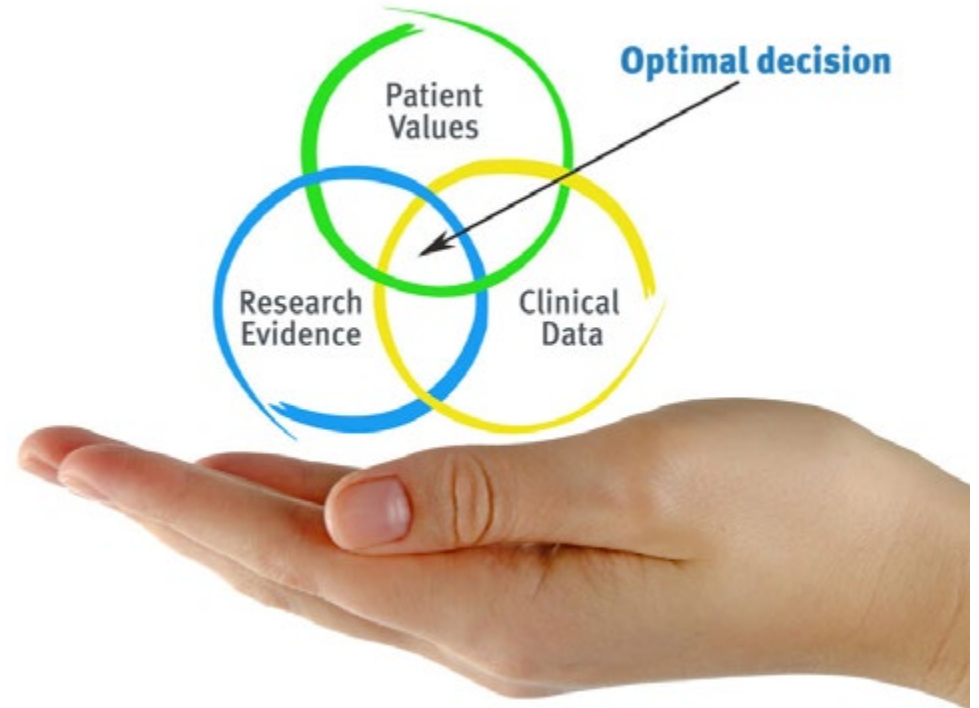 Optimal decision
Patient
Values
Research
Evidence
Clinical
Data